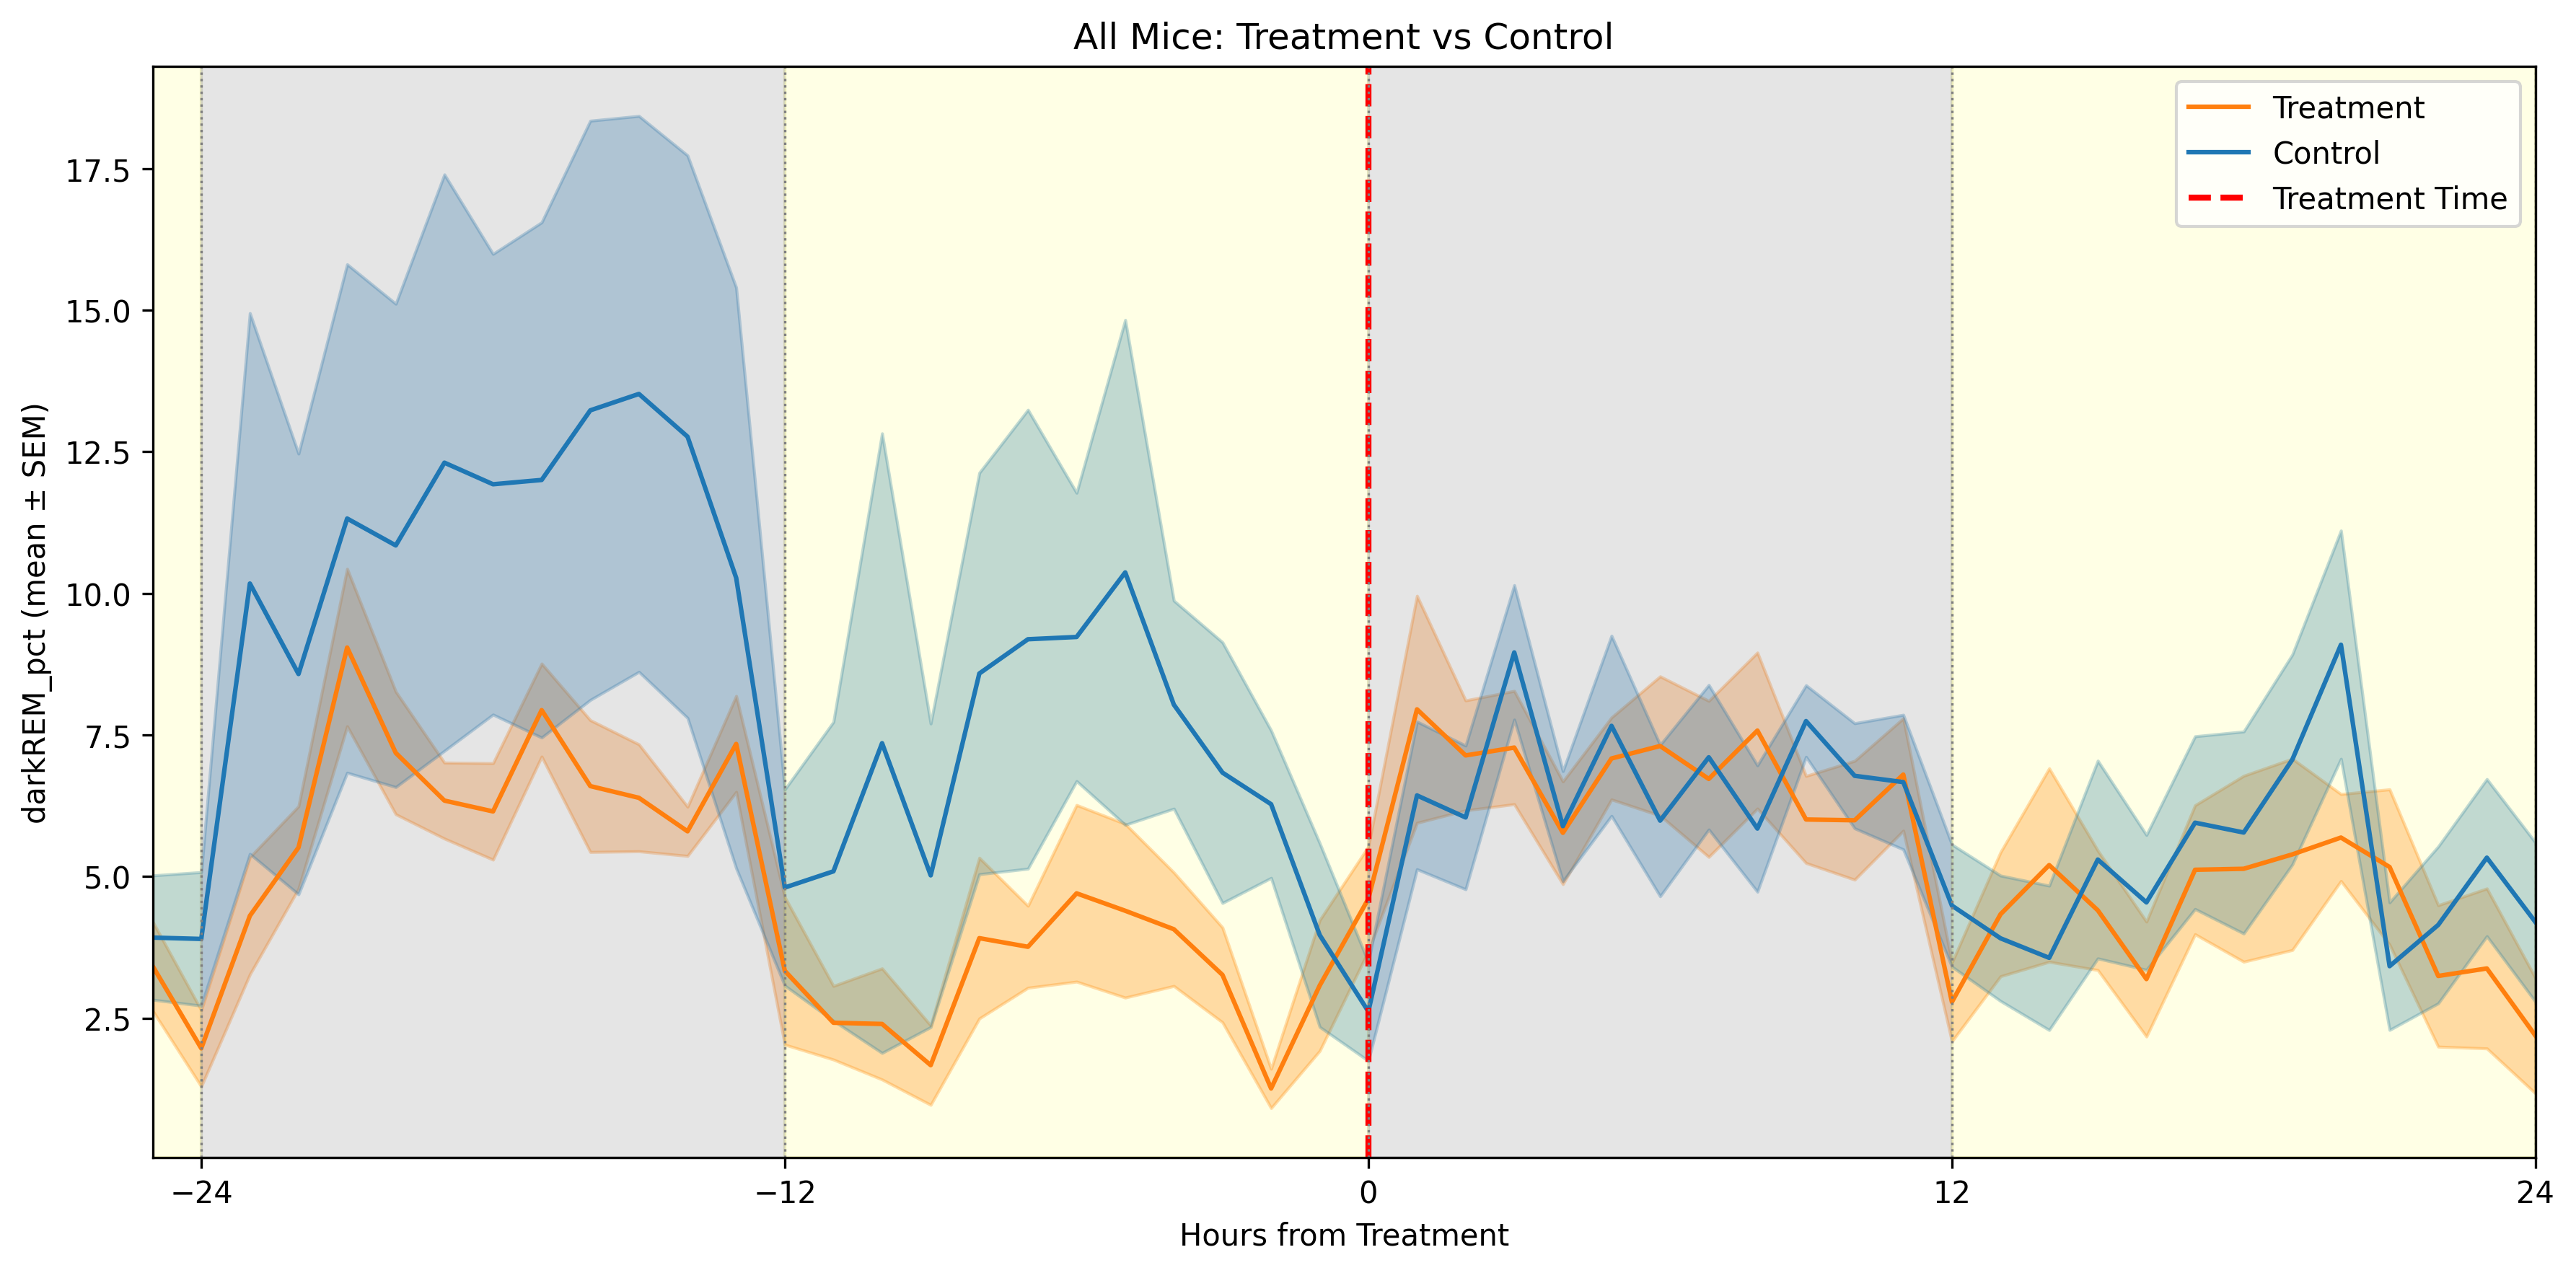 All Mice: Treatment vs Control
darkREM_pct (mean ± SEM)
17.5
15.0
12.5
10.0
7.5
5.0
2.5
Treatment
Control
Treatment Time
−24
−12
0
12
24
Hours from Treatment